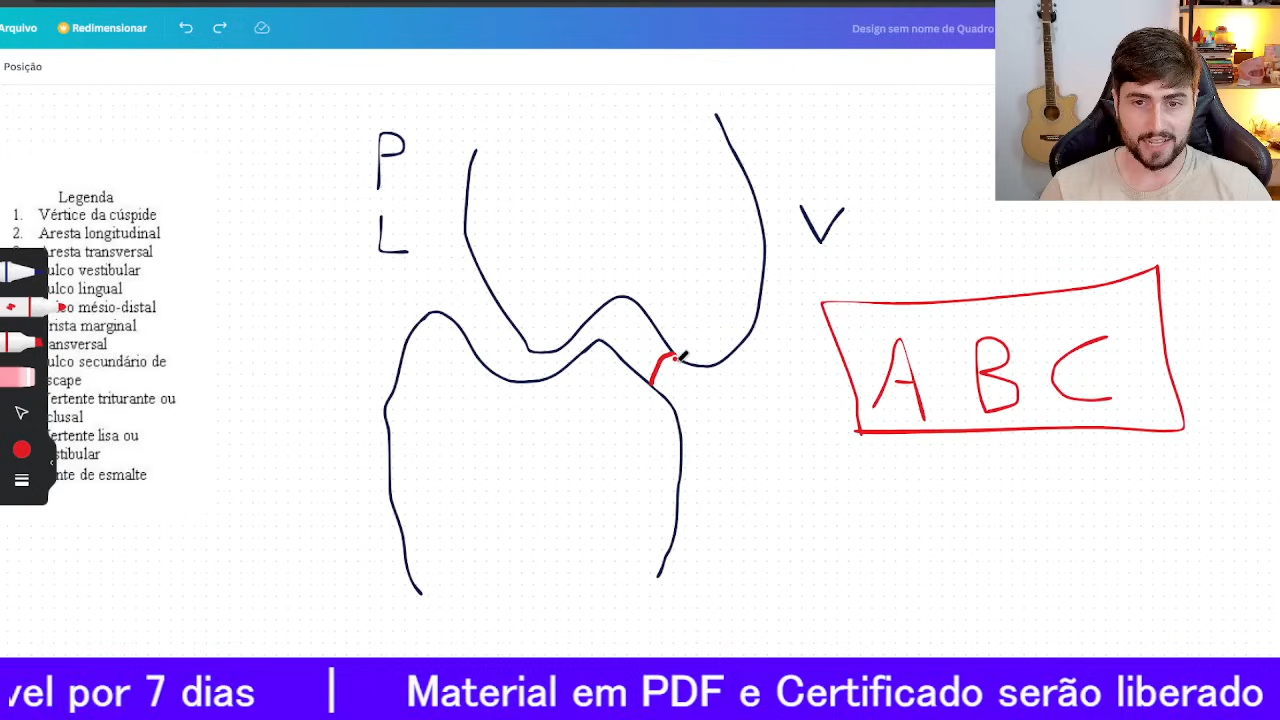 Arquivo
Redimensionar
Design sem nome de Quadro
Posição
P
L
V
A B C
Legenda
1. Vértice da cúspide
2. Aresta longitudinal
Aresta transversal
ulco vestibular
ulco lingual
mésio-distal
rista marginal
ansversal
ulco secundário de
scape
Vertente triturante ou
clusal
Vertente lisa ou
stibular
nte de esmalte
vel por 7 dias | Material em PDF e Certificado serão liberado